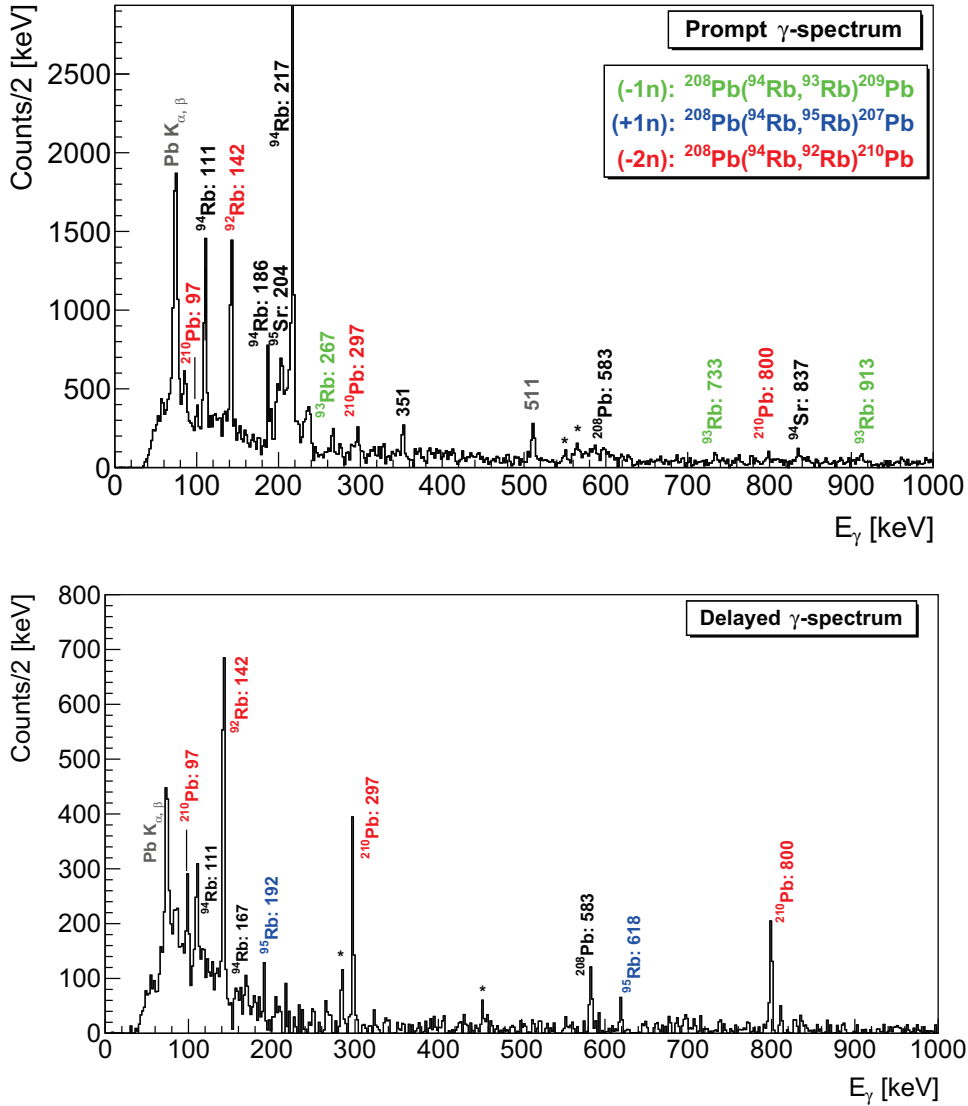 Prompt γ-spectrum
(-1n): ²⁰⁸Pb(⁹⁴Rb,⁹³Rb)²⁰⁹Pb
(+1n): ²⁰⁸Pb(⁹⁴Rb,⁹⁵Rb)²⁰⁷Pb
(-2n): ²⁰⁸Pb(⁹⁴Rb,⁹²Rb)²¹⁰Pb
Counts/2 [keV]
2500
2000
1500
1000
500
0
Pb K α, β
²¹⁰Pb: 97
⁹⁴Rb: 111
⁹²Rb: 142
⁹⁴Rb: 186
⁹⁵Sr: 204
⁹⁴Rb: 217
⁹³Rb: 267
²¹⁰Pb: 297
351
511
*
*
²⁰⁸Pb: 583
⁹³Rb: 733
²¹⁰Pb: 800
⁹⁴Sr: 837
⁹³Rb: 913
0 100 200 300 400 500 600 700 800 900 1000
Eγ [keV]
Delayed γ-spectrum
Counts/2 [keV]
800
700
600
500
400
300
200
100
0
Pb K α, β
²¹⁰Pb: 97
⁹⁴Rb: 111
⁹²Rb: 142
⁹⁴Rb: 167
⁹⁵Rb: 192
*
²¹⁰Pb: 297
*
²⁰⁸Pb: 583
⁹⁵Rb: 618
²¹⁰Pb: 800
0 100 200 300 400 500 600 700 800 900 1000
Eγ [keV]